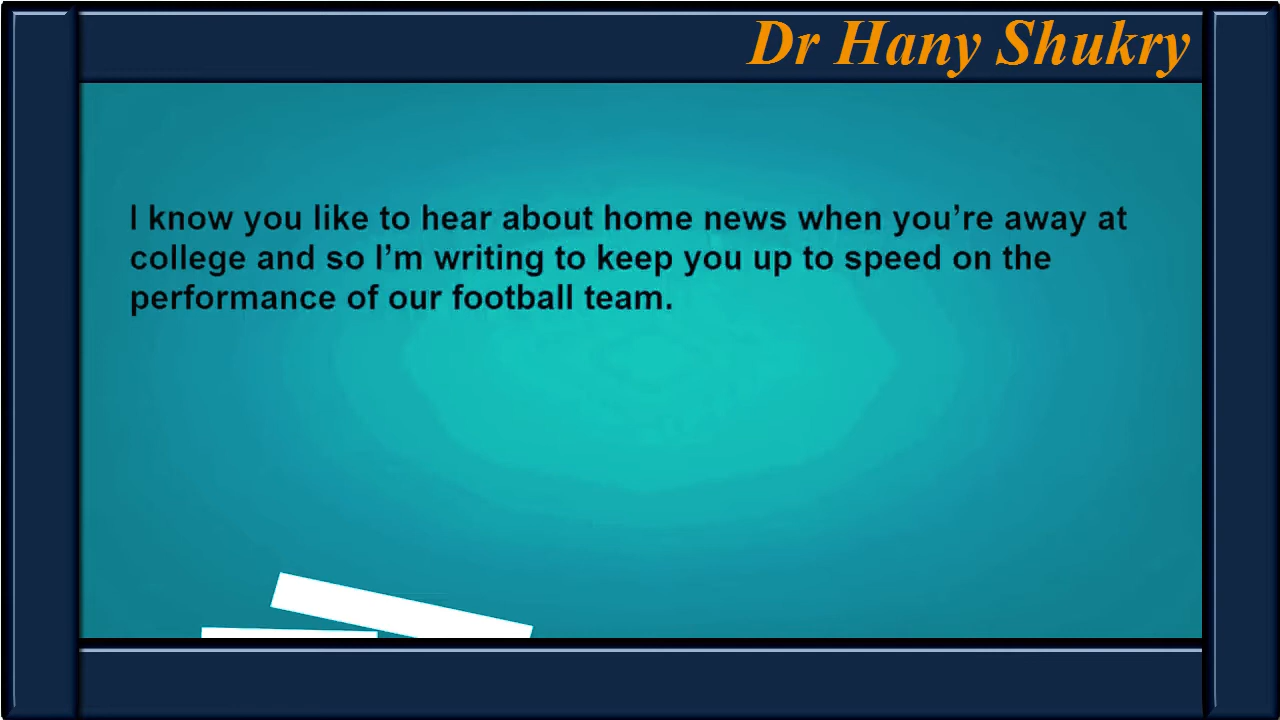 Dr Hany Shukry
I know you like to hear about home news when you’re away at
college and so I’m writing to keep you up to speed on the
performance of our football team.